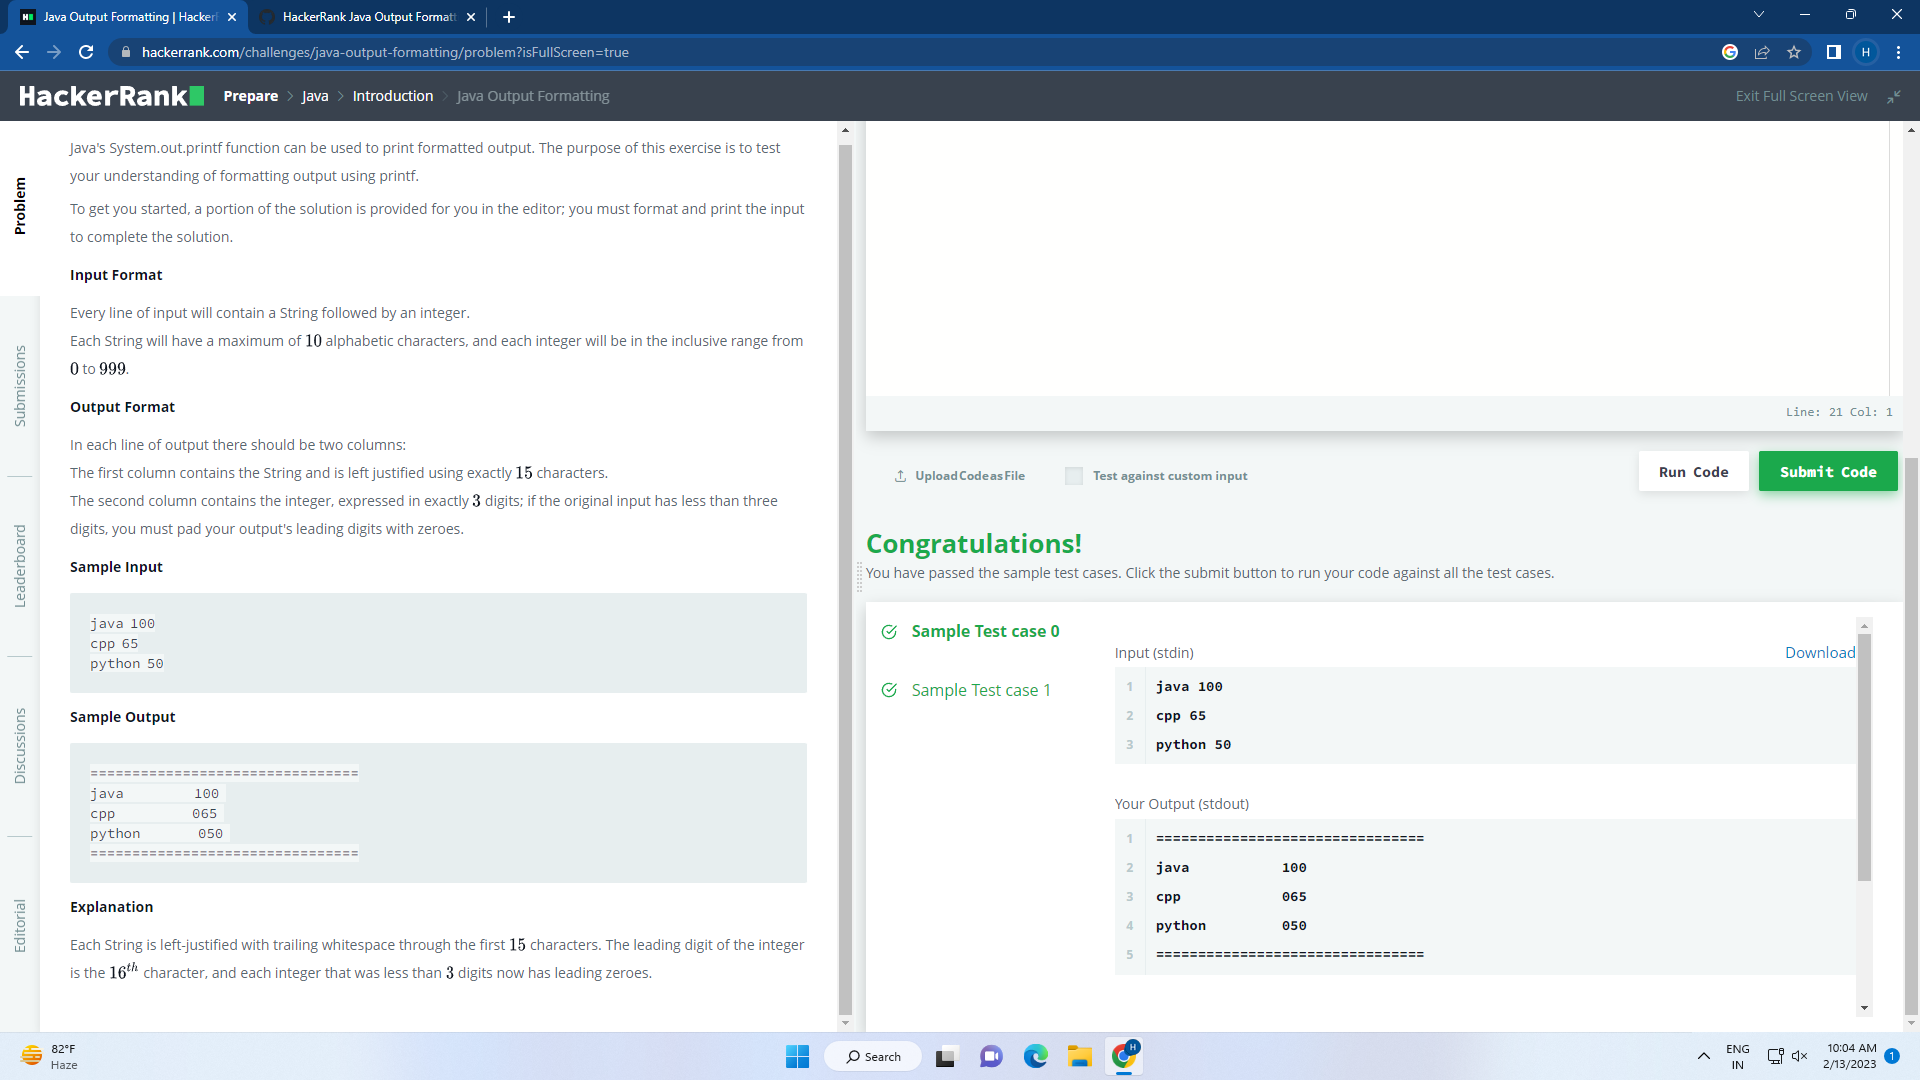 Java Output Formatting | Hacker
HackerRank Java Output Formatt
hackerrank.com/challenges/java-output-formatting/problem?isFullScreen=true
H
HackerRank
Prepare > Java > Introduction > Java Output Formatting
Exit Full Screen View
Problem
Submissions
Leaderboard
Discussions
Editorial
Java's System.out.printf function can be used to print formatted output. The purpose of this exercise is to test
your understanding of formatting output using printf.
To get you started, a portion of the solution is provided for you in the editor; you must format and print the input
to complete the solution.
Input Format
Every line of input will contain a String followed by an integer.
Each String will have a maximum of 10 alphabetic characters, and each integer will be in the inclusive range from
0 to 999.
Output Format
In each line of output there should be two columns:
The first column contains the String and is left justified using exactly 15 characters.
The second column contains the integer, expressed in exactly 3 digits; if the original input has less than three
digits, you must pad your output's leading digits with zeroes.
Sample Input
java 100
cpp 65
python 50
Sample Output
================================
java           100
cpp            065
python         050
================================
Explanation
Each String is left-justified with trailing whitespace through the first 15 characters. The leading digit of the integer
is the 16th character, and each integer that was less than 3 digits now has leading zeroes.
Line: 21 Col: 1
Upload Code as File
Test against custom input
Run Code
Submit Code
Congratulations!
You have passed the sample test cases. Click the submit button to run your code against all the test cases.
Sample Test case 0
Sample Test case 1
Input (stdin)
Download
1 java 100
2 cpp 65
3 python 50
Your Output (stdout)
1 ================================
2 java           100
3 cpp            065
4 python         050
5 ================================
82°F
Haze
Search
H
ENG
IN
10:04 AM
2/13/2023
1